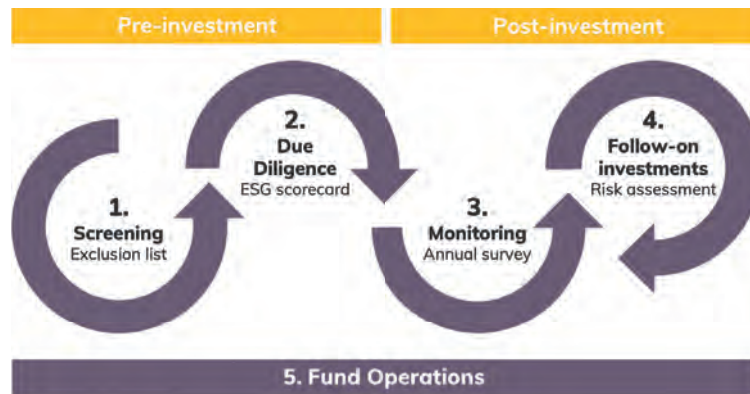 Pre-investment
Post-investment
1.
Screening
Exclusion list
2.
Due
Diligence
ESG scorecard
3.
Monitoring
Annual survey
4.
Follow-on
investments
Risk assessment
5. Fund Operations